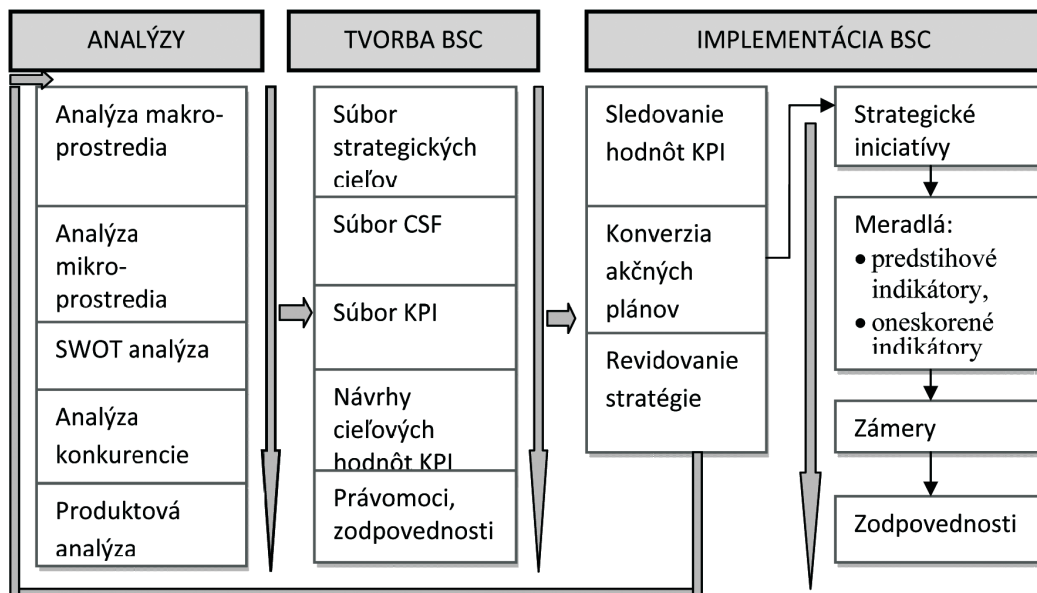 ANALÝZY
Analýza makro-
prostredia
Analýza
mikro-
prostredia
SWOT analýza
Analýza
konkurencie
Produktová
analýza
TVORBA BSC
Súbor
strategických
cieľov
Súbor CSF
Súbor KPI
Návrhy
cieľových
hodnôt KPI
Právomoci,
zodpovednosti
IMPLEMENTÁCIA BSC
Sledovanie
hodnôt KPI
Konverzia
akčných
plánov
Revidovanie
stratégie
Strategické
iniciatívy
Meradlá:
• predstihové
indikátory,
• oneskorené
indikátory
Zámery
Zodpovednosti